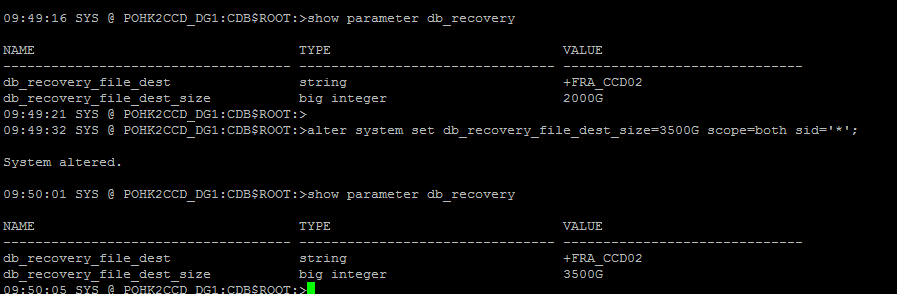 09:49:16 SYS @ POHK2CCD_DG1:CDB$ROOT:>show parameter db_recovery
NAME                                 TYPE                             VALUE
------------------------------------ -------------------------------- ------------------------------
db_recovery_file_dest                string                           +FRA_CCD02
db_recovery_file_dest_size           big integer                      2000G
09:49:21 SYS @ POHK2CCD_DG1:CDB$ROOT:>
09:49:32 SYS @ POHK2CCD_DG1:CDB$ROOT:>alter system set db_recovery_file_dest_size=3500G scope=both sid='*';
System altered.
09:50:01 SYS @ POHK2CCD_DG1:CDB$ROOT:>show parameter db_recovery
NAME                                 TYPE                             VALUE
------------------------------------ -------------------------------- ------------------------------
db_recovery_file_dest                string                           +FRA_CCD02
db_recovery_file_dest_size           big integer                      3500G
09:50:05 SYS @ POHK2CCD_DG1:CDB$ROOT:>